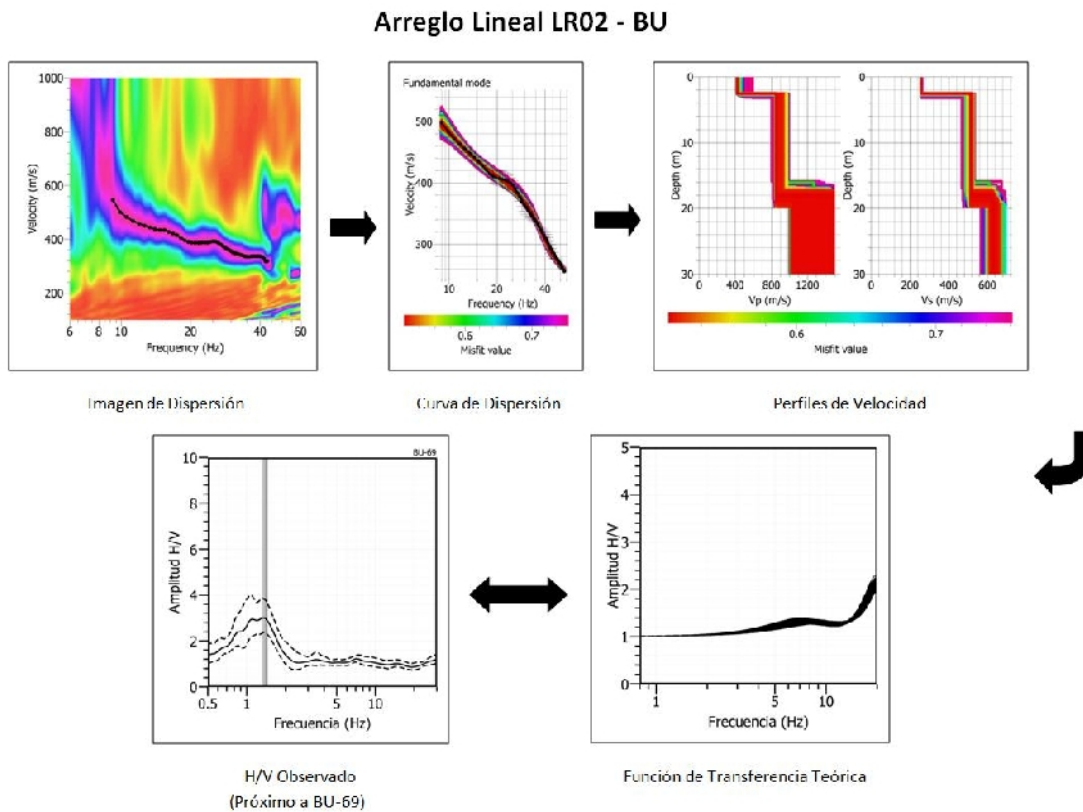 Arreglo Lineal LR02 - BU
1000
800
600
400
200
Velocity (m/s)
6 8 10 20 40 60
Frequency (Hz)
Imagen de Dispersión
Fundamental mode
500
400
300
Velocity (m/s)
10 20 40
Frequency (Hz)
0.6 0.7
Misfit value
Curva de Dispersión
0
10
20
30
Depth (m)
0 400 800 1200
Vp (m/s)
0
10
20
30
Depth (m)
0 200 400 600
Vs (m/s)
0.6 0.7
Misfit value
Perfiles de Velocidad
BU-69
10
8
6
4
2
0
Amplitud H/V
0.5 1 5 10
Frecuencia (Hz)
H/V Observado
(Próximo a BU-69)
5
4
3
2
1
0
Amplitud H/V
1 10
Frecuencia (Hz)
Función de Transferencia Teórica